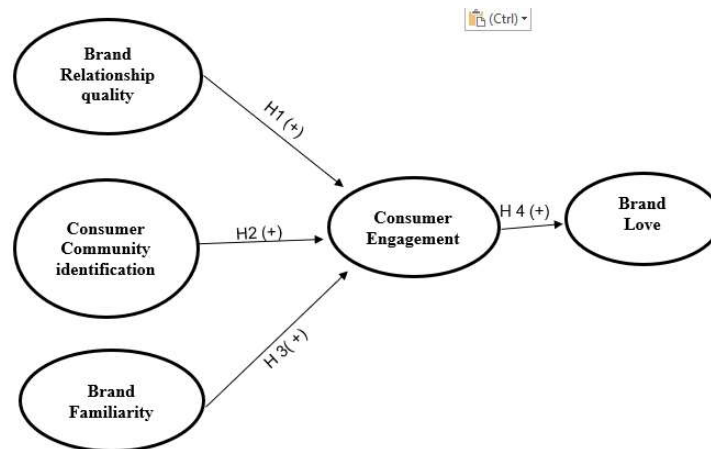 (Ctrl)
Brand
Relationship
quality
H1 (+)
Consumer
Community
identification
H2 (+)
Consumer
Engagement
H 4 (+)
Brand
Love
H 3( +)
Brand
Familiarity